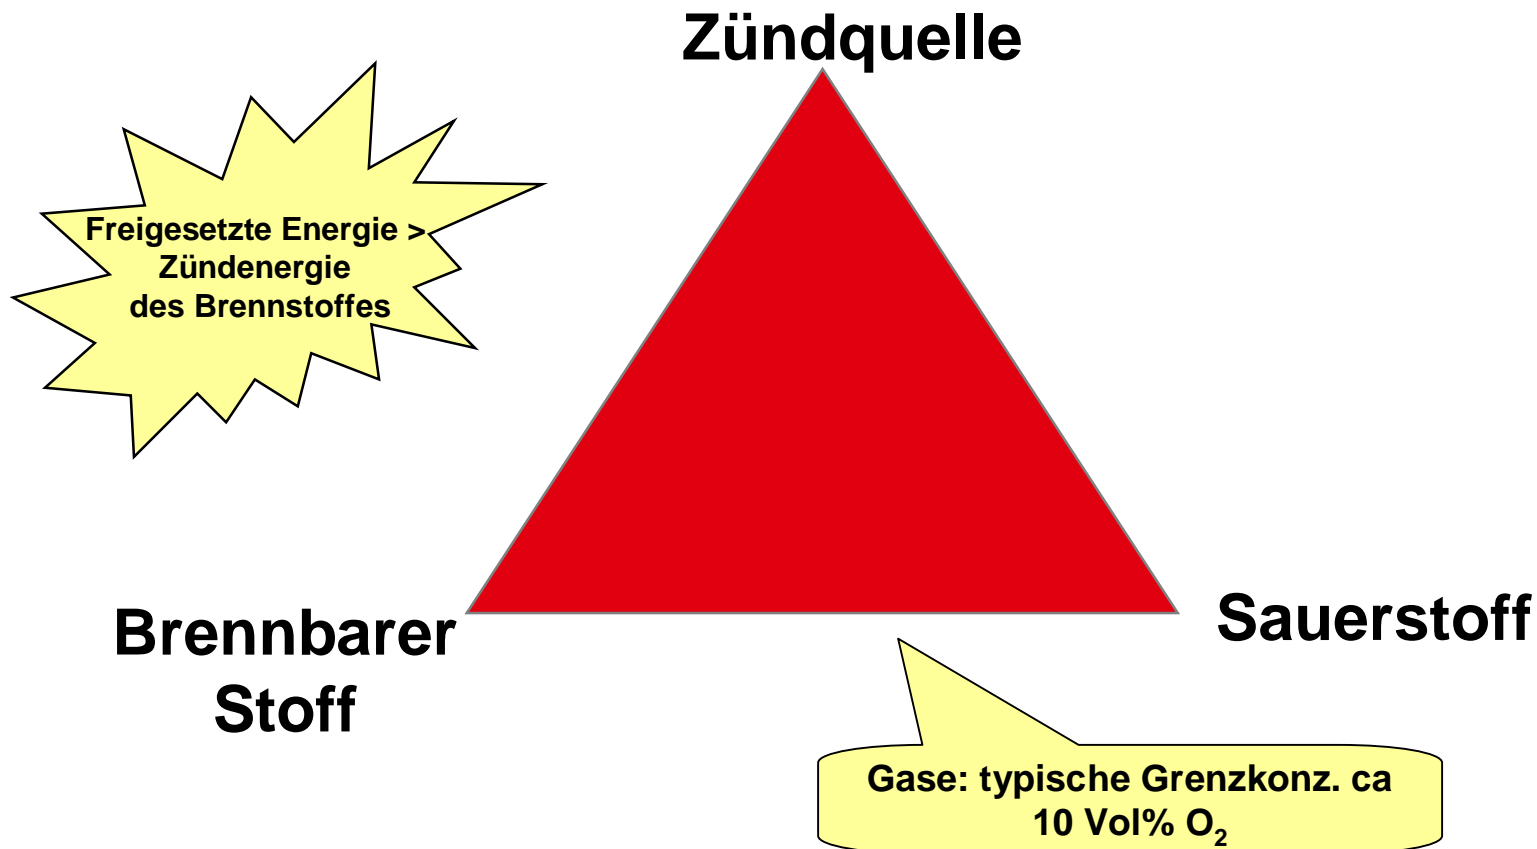 Zündquelle
Freigesetzte Energie >
Zündenergie
des Brennstoffes
Brennbarer
Stoff
Sauerstoff
Gase: typische Grenzkonz. ca
10 Vol% O₂